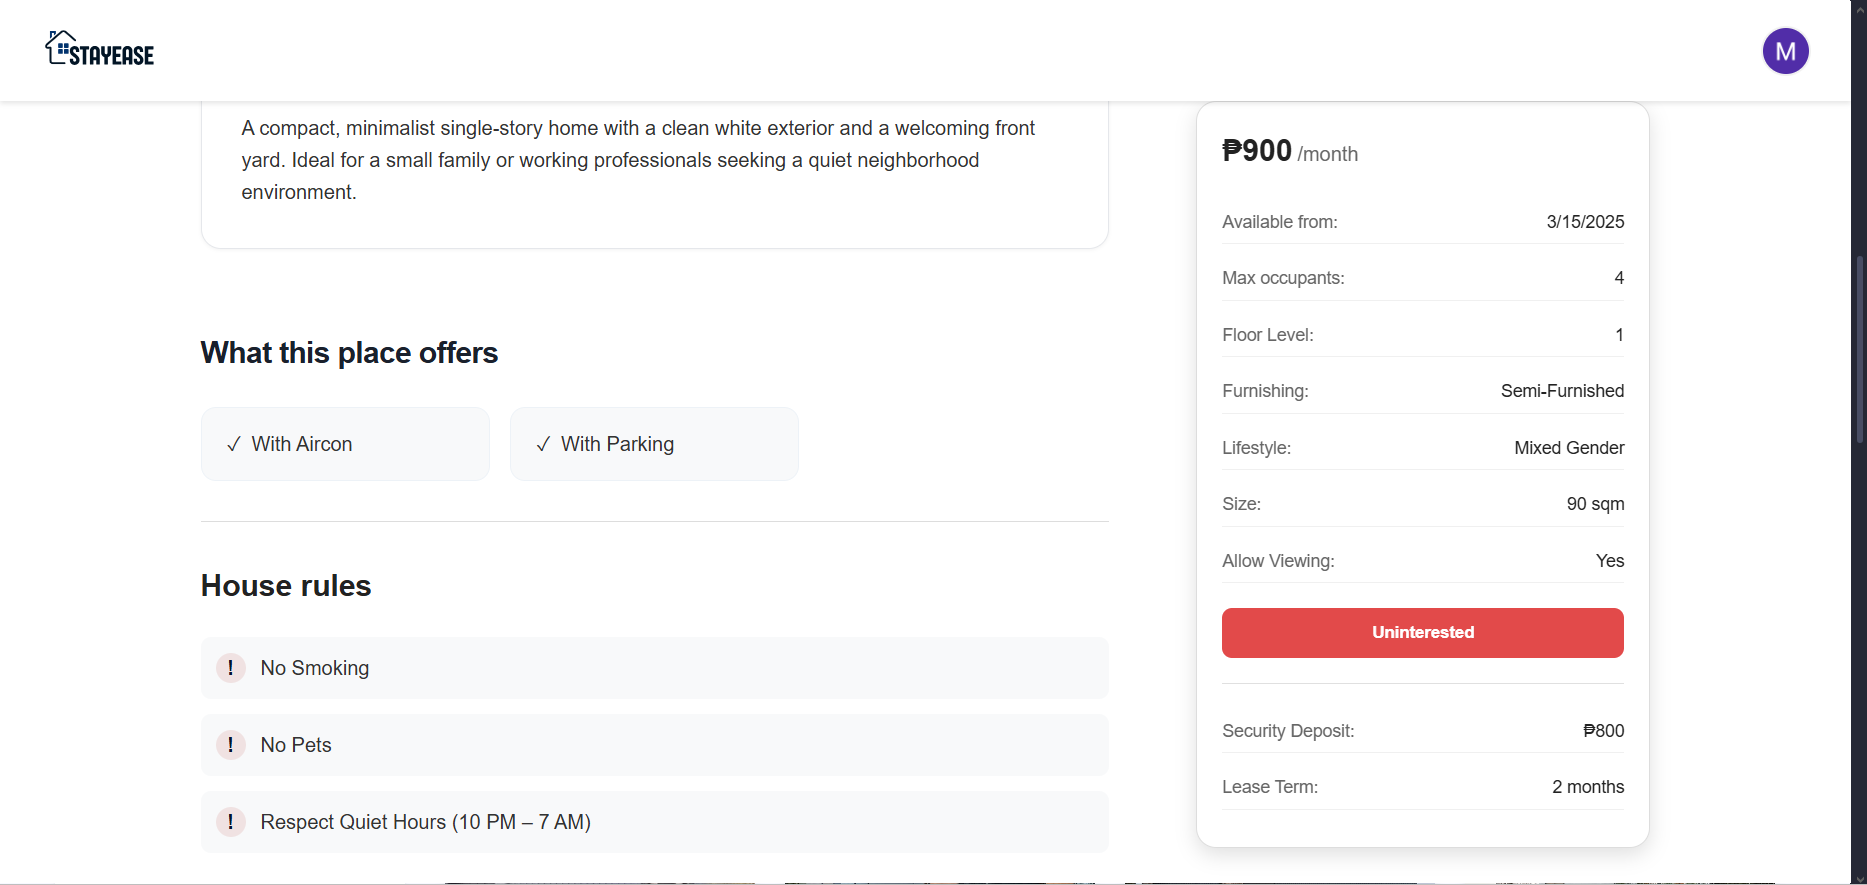 STAYEASE
M
A compact, minimalist single-story home with a clean white exterior and a welcoming front
yard. Ideal for a small family or working professionals seeking a quiet neighborhood
environment.
What this place offers
✓ With Aircon
✓ With Parking
House rules
! No Smoking
! No Pets
! Respect Quiet Hours (10 PM – 7 AM)
₱900 /month
Available from: 3/15/2025
Max occupants: 4
Floor Level: 1
Furnishing: Semi-Furnished
Lifestyle: Mixed Gender
Size: 90 sqm
Allow Viewing: Yes
Uninterested
Security Deposit: ₱800
Lease Term: 2 months